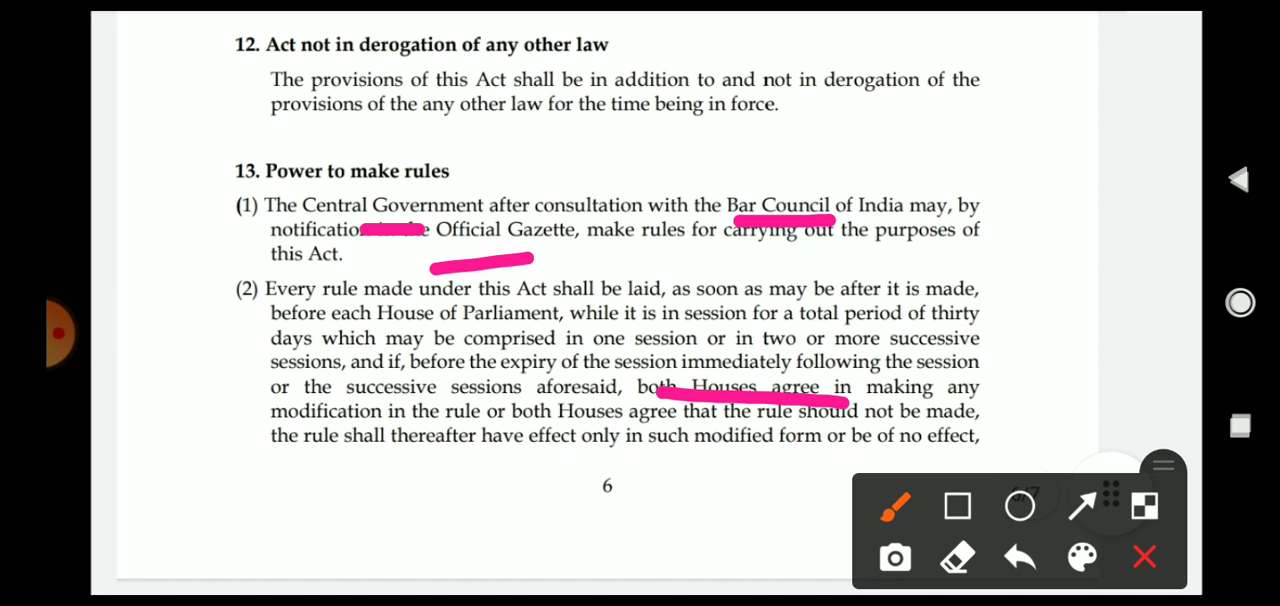 12. Act not in derogation of any other law
The provisions of this Act shall be in addition to and not in derogation of the
provisions of the any other law for the time being in force.
13. Power to make rules
(1) The Central Government after consultation with the Bar Council of India may, by
notification in the Official Gazette, make rules for carrying out the purposes of
this Act.
(2) Every rule made under this Act shall be laid, as soon as may be after it is made,
before each House of Parliament, while it is in session for a total period of thirty
days which may be comprised in one session or in two or more successive
sessions, and if, before the expiry of the session immediately following the session
or the successive sessions aforesaid, both Houses agree in making any
modification in the rule or both Houses agree that the rule should not be made,
the rule shall thereafter have effect only in such modified form or be of no effect,
6
6/7